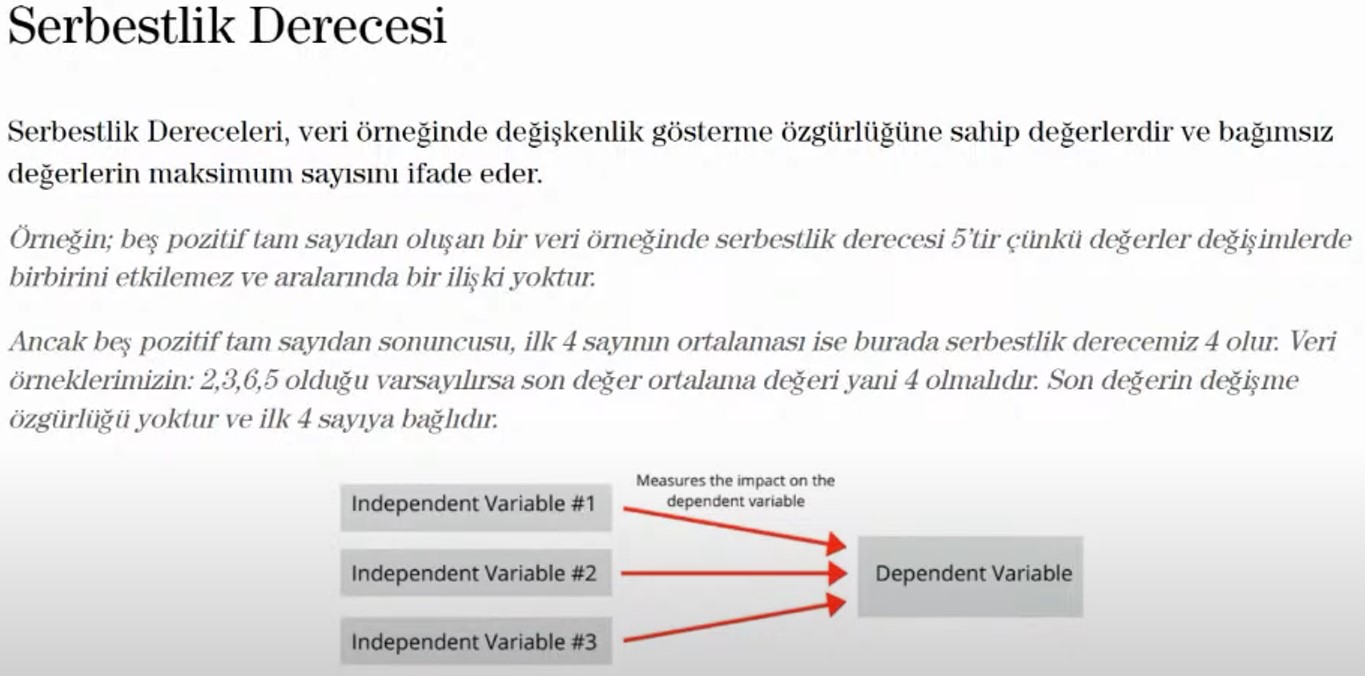 Serbestlik Derecesi
Serbestlik Dereceleri, veri örneğinde değişkenlik gösterme özgürlüğüne sahip değerlerdir ve bağımsız
değerlerin maksimum sayısını ifade eder.
Örneğin; beş pozitif tam sayıdan oluşan bir veri örneğinde serbestlik derecesi 5’tir çünkü değerler değişimlerde
birbirini etkilemez ve aralarında bir ilişki yoktur.
Ancak beş pozitif tam sayıdan sonuncusu, ilk 4 sayının ortalaması ise burada serbestlik derecemiz 4 olur. Veri
örneklerimizin: 2,3,6,5 olduğu varsayılırsa son değer ortalama değeri yani 4 olmalıdır. Son değerin değişme
özgürlüğü yoktur ve ilk 4 sayıya bağlıdır.
Measures the impact on the
dependent variable
Independent Variable #1
Independent Variable #2
Independent Variable #3
Dependent Variable